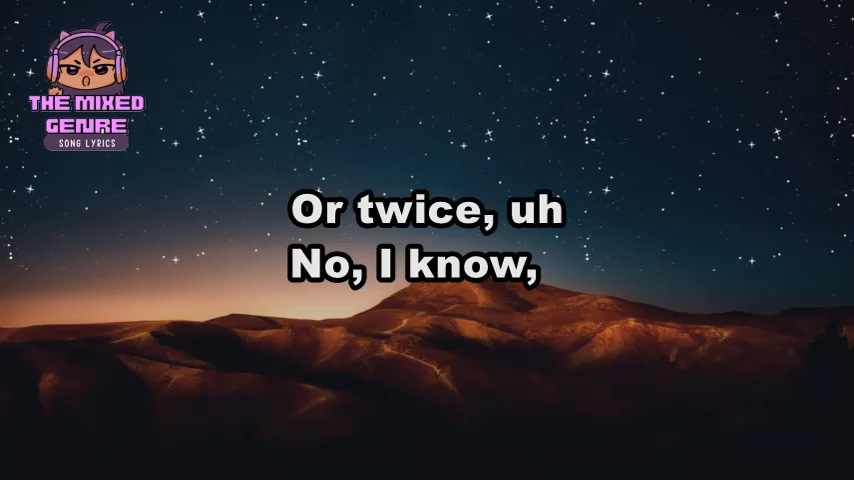 THE MIXED
GENRE
SONG LYRICS
Or twice, uh
No, I know,